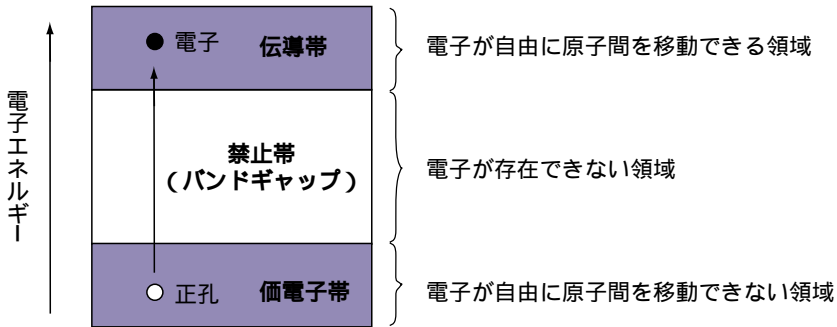 電子エネルギー
電子
伝導帯
電子が自由に原子間を移動できる領域
禁止帯
(バンドギャップ)
電子が存在できない領域
正孔
価電子帯
電子が自由に原子間を移動できない領域